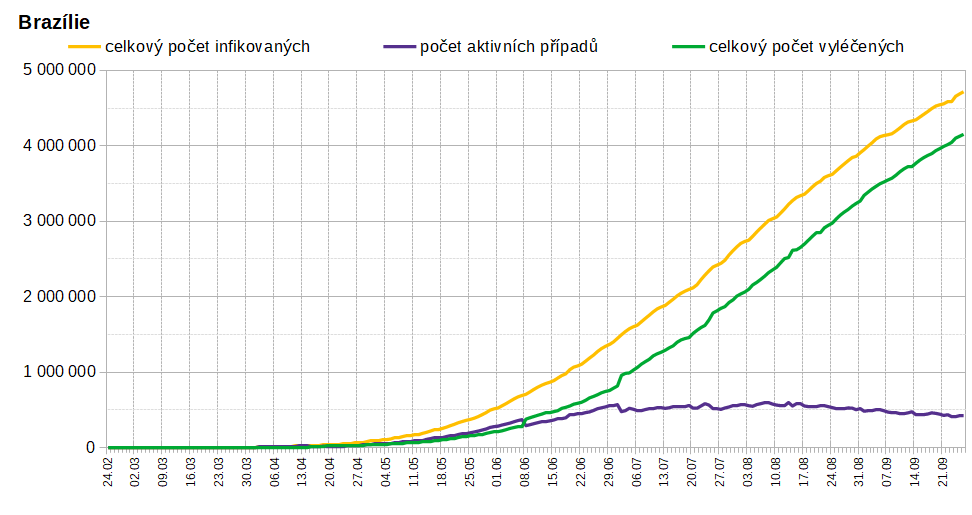 Brazílie
celkový počet infikovaných počet aktivních případů celkový počet vyléčených
5 000 000
4 000 000
3 000 000
2 000 000
1 000 000
0
24.02 02.03 09.03 16.03 23.03 30.03 06.04 13.04 20.04 27.04 04.05 11.05 18.05 25.05 01.06 08.06 15.06 22.06 29.06 06.07 13.07 20.07 27.07 03.08 10.08 17.08 24.08 31.08 07.09 14.09 21.09